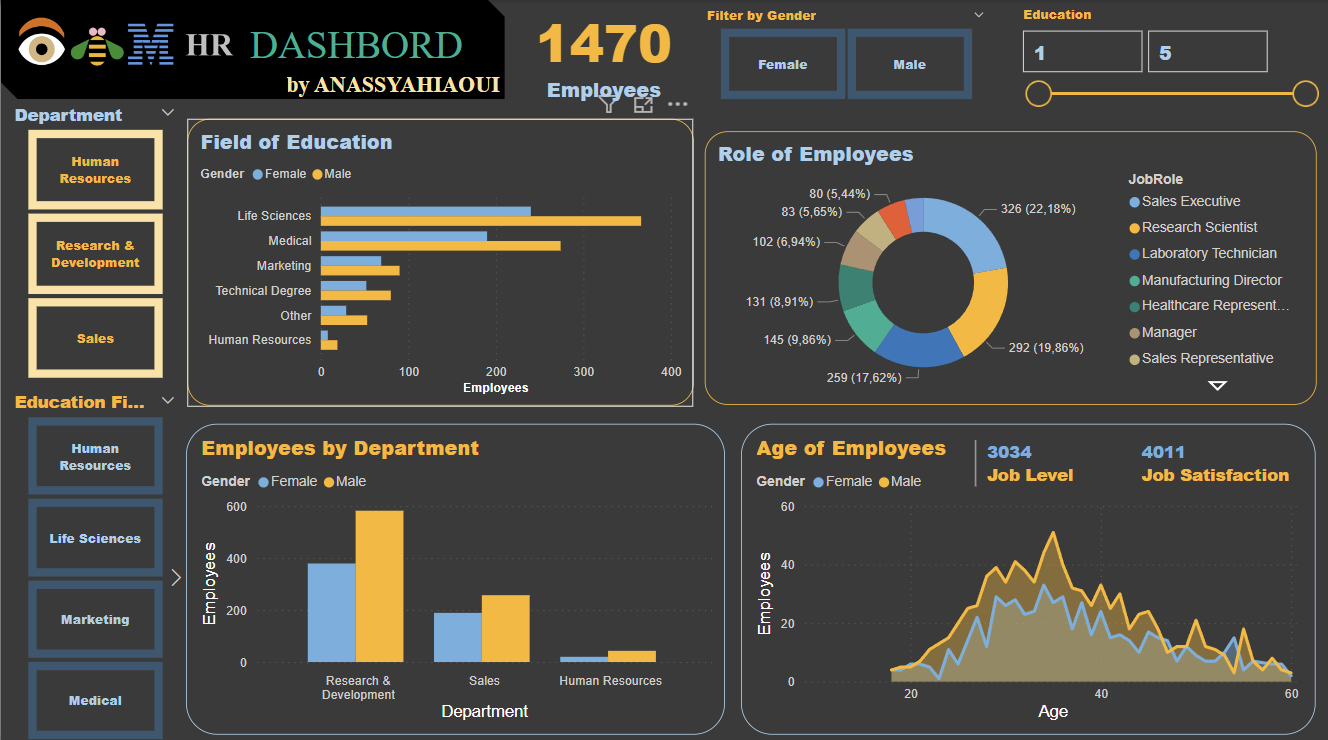 M HR DASHBORD
by ANASSYAHIAOUI
1470
Employees
Filter by Gender
Female
Male
Education
1
5
Department
Human
Resources
Research &
Development
Sales
Education Fi...
Human
Resources
Life Sciences
Marketing
Medical
Field of Education
Gender Female Male
Life Sciences
Medical
Marketing
Technical Degree
Other
Human Resources
0 100 200 300 400
Employees
Role of Employees
80 (5,44%)
83 (5,65%)
102 (6,94%)
131 (8,91%)
145 (9,86%)
259 (17,62%)
292 (19,86%)
326 (22,18%)
JobRole
Sales Executive
Research Scientist
Laboratory Technician
Manufacturing Director
Healthcare Represent...
Manager
Sales Representative
Employees by Department
Gender Female Male
Employees
600
400
200
0
Research &
Development
Sales
Human Resources
Department
Age of Employees
Gender Female Male
3034
Job Level
4011
Job Satisfaction
Employees
60
40
20
0
20 40 60
Age